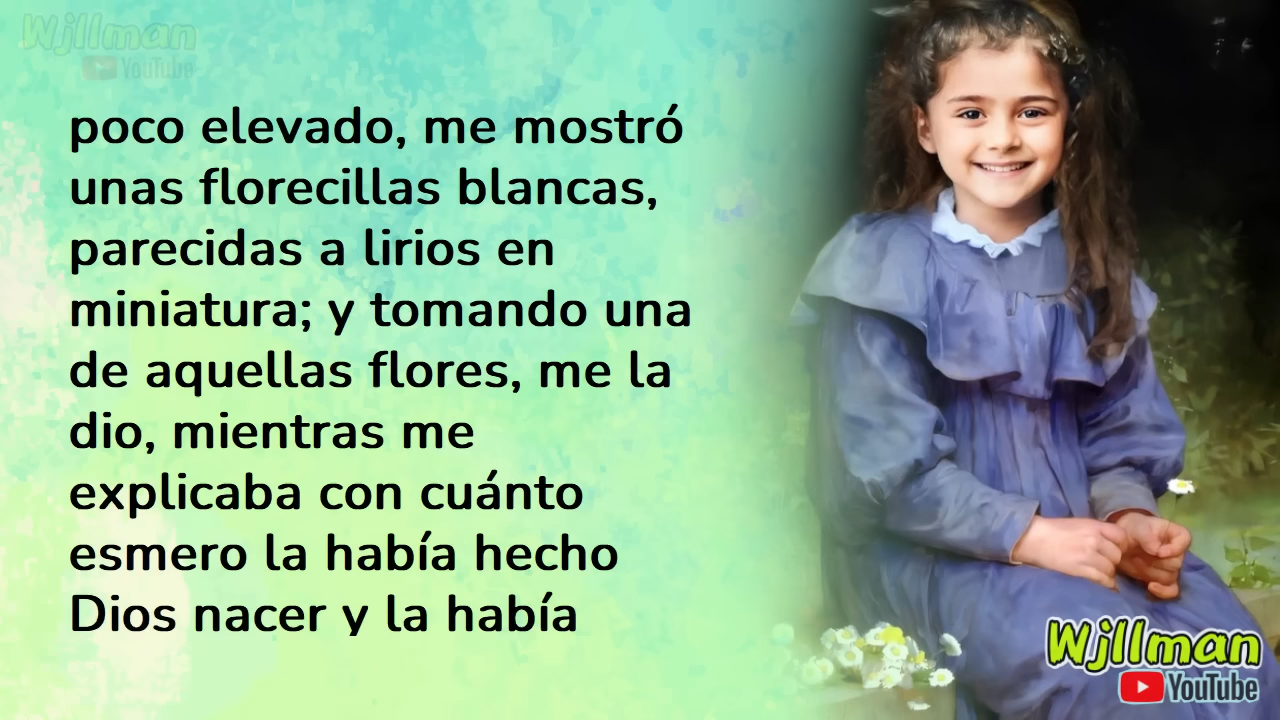 Wjllman
YouTube
poco elevado, me mostró
unas florecillas blancas,
parecidas a lirios en
miniatura; y tomando una
de aquellas flores, me la
dio, mientras me
explicaba con cuánto
esmero la había hecho
Dios nacer y la había
Wjllman
YouTube